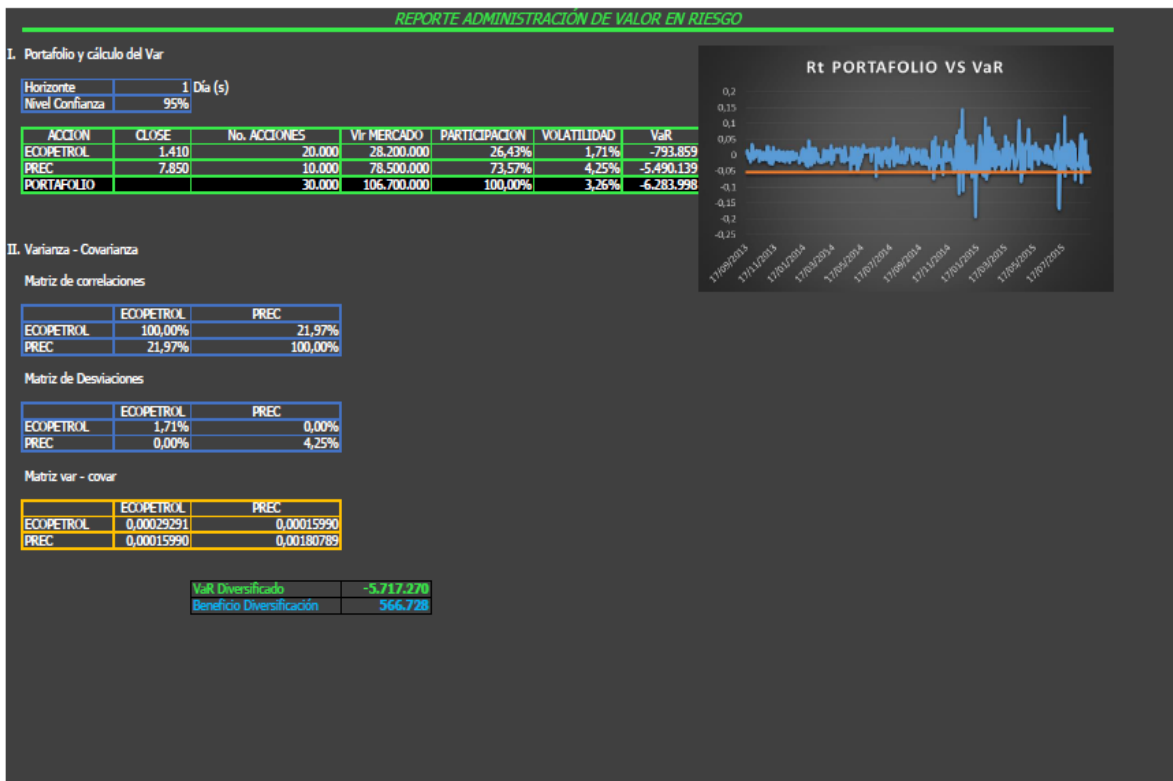 REPORTE ADMINISTRACIÓN DE VALOR EN RIESGO
I. Portafolio y cálculo del Var
Horizonte 1 Día (s)
Nivel Confianza 95%
ACCION CLOSE No. ACCIONES Vlr MERCADO PARTICIPACION VOLATILIDAD VaR
ECOPETROL 1.410 20.000 28.200.000 26,43% 1,71% -793.859
PREC 7.850 10.000 78.500.000 73,57% 4,25% -5.490.139
PORTAFOLIO 30.000 106.700.000 100,00% 3,26% -6.283.998
Rt PORTAFOLIO VS VaR
0,2
0,15
0,1
0,05
0
-0,05
-0,1
-0,15
-0,2
-0,25
17/09/2013 17/11/2013 17/01/2014 17/03/2014 17/05/2014 17/07/2014 17/09/2014 17/11/2014 17/01/2015 17/03/2015 17/05/2015 17/07/2015
II. Varianza - Covarianza
Matriz de correlaciones
ECOPETROL PREC
ECOPETROL 100,00% 21,97%
PREC 21,97% 100,00%
Matriz de Desviaciones
ECOPETROL PREC
ECOPETROL 1,71% 0,00%
PREC 0,00% 4,25%
Matriz var - covar
ECOPETROL PREC
ECOPETROL 0,00029291 0,00015990
PREC 0,00015990 0,00180789
VaR Diversificado -5.717.270
Beneficio Diversificación 566.728